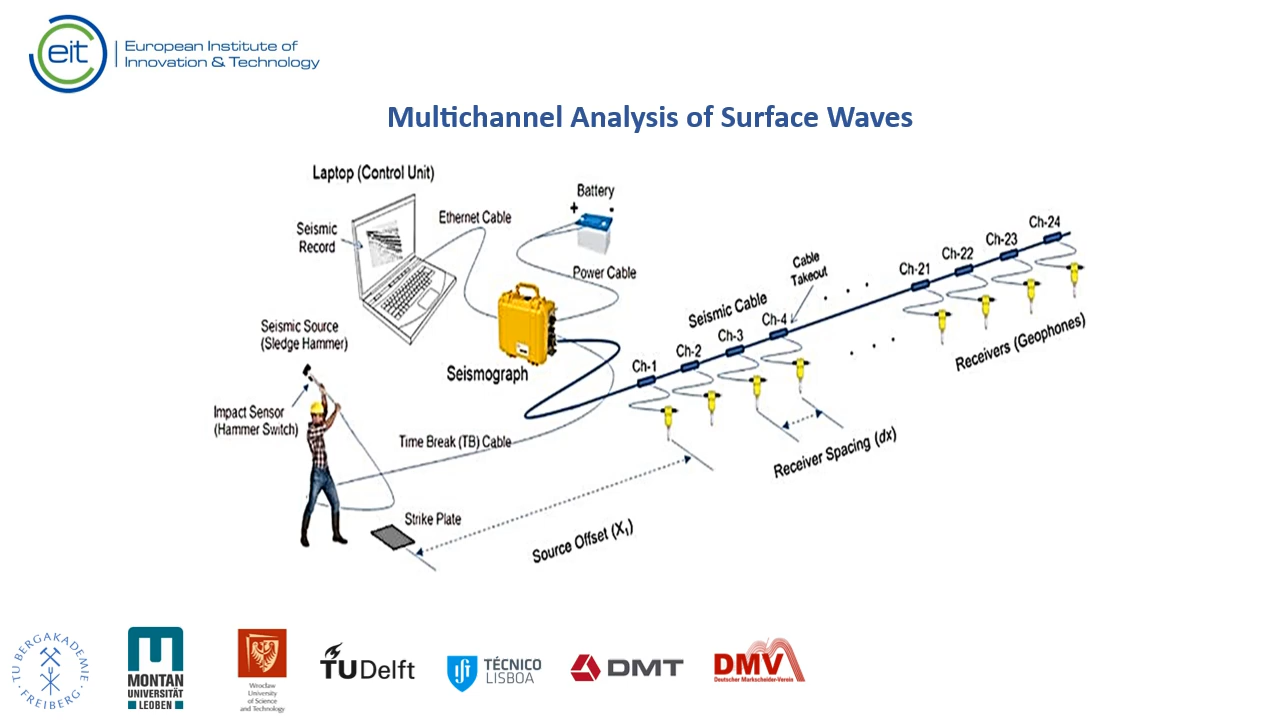 eit
European Institute of
Innovation & Technology
Multichannel Analysis of Surface Waves
Laptop (Control Unit)
Seismic
Record
Ethernet Cable
Battery
+ -
Power Cable
Seismic Source
(Sledge Hammer)
Seismograph
Impact Sensor
(Hammer Switch)
Time Break (TB) Cable
Strike Plate
Source Offset (X₁)
Seismic Cable
Cable
Takeout
Ch-1
Ch-2
Ch-3
Ch-4
. . .
Ch-21
Ch-22
Ch-23
Ch-24
. . .
Receivers (Geophones)
Receiver Spacing (dx)
· TU BERGAKADEMIE · FREIBERG ·
MONTAN
UNIVERSITÄT
LEOBEN
Wrocław
University
of Science
and Technology
TUDelft
TÉCNICO
LISBOA
DMT
DMV
Deutscher Markscheider-Verein